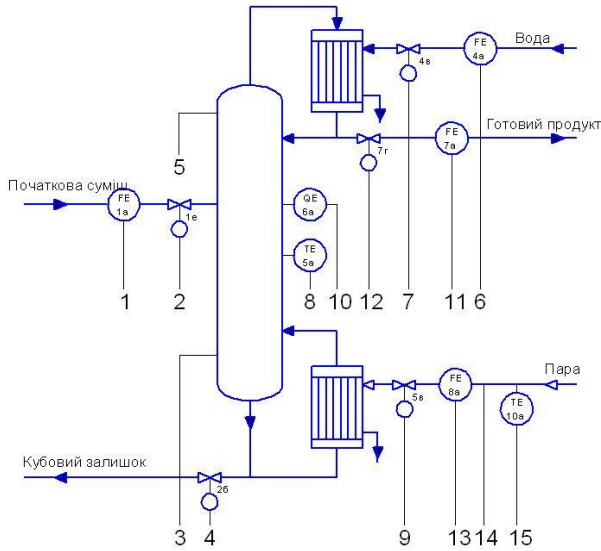 Вода
FE
4а
4в
Готовий продукт
FE
7а
7г
5
Початкова суміш
FE
1а
1е
QE
6а
TE
5а
1 2 8 10 12 7 11 6
Пара
FE
8а
5в
TE
10а
Кубовий залишок
2б
3 4 9 13 14 15